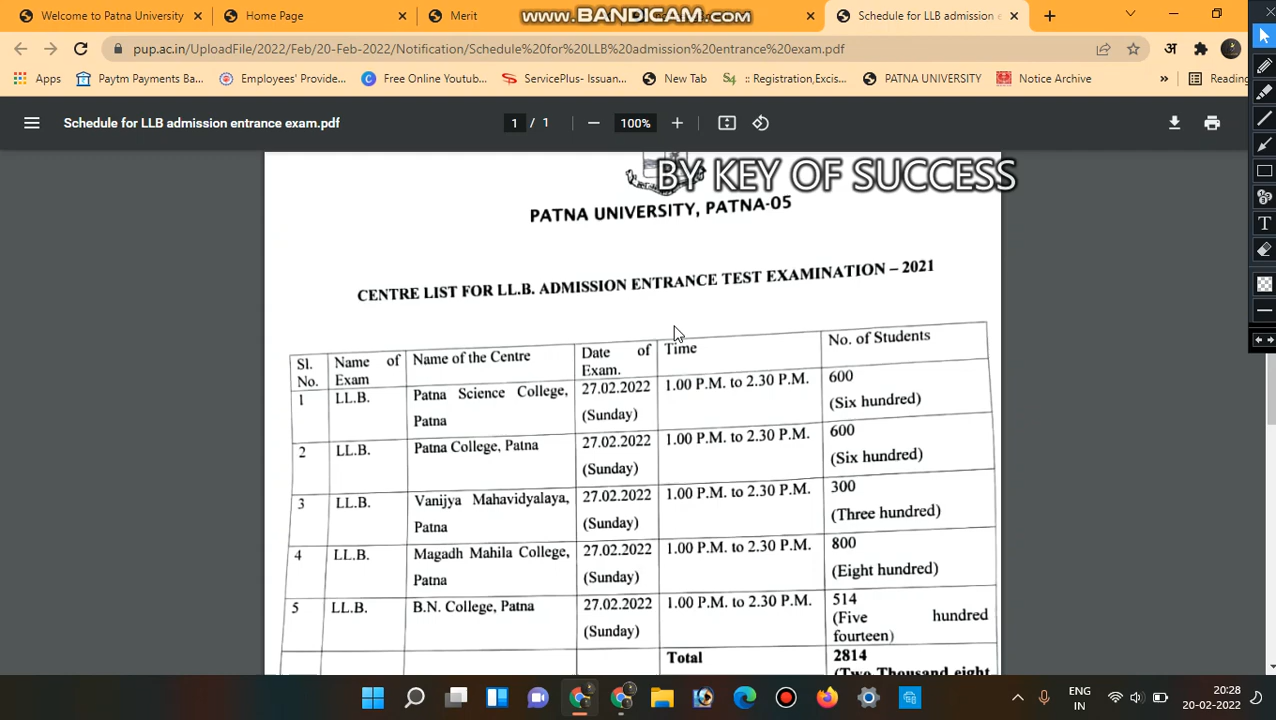 Welcome to Patna University
Home Page
Merit
www.BANDICAM.com
Schedule for LLB admission e
pup.ac.in/UploadFile/2022/Feb/20-Feb-2022/Notification/Schedule%20for%20LLB%20admission%20entrance%20exam.pdf
अ
Apps
Paytm Payments Ba...
Employees' Provide...
Free Online Youtub...
ServicePlus- Issuan...
New Tab
:: Registration,Excis...
PATNA UNIVERSITY
Notice Archive
»
Reading
Schedule for LLB admission entrance exam.pdf
1 / 1
100%
BY KEY OF SUCCESS
PATNA UNIVERSITY, PATNA-05
CENTRE LIST FOR LL.B. ADMISSION ENTRANCE TEST EXAMINATION – 2021
Sl. No. Name of Exam Name of the Centre Date of Exam. Time No. of Students
1 LL.B. Patna Science College, Patna 27.02.2022 (Sunday) 1.00 P.M. to 2.30 P.M. 600 (Six hundred)
2 LL.B. Patna College, Patna 27.02.2022 (Sunday) 1.00 P.M. to 2.30 P.M. 600 (Six hundred)
3 LL.B. Vanijya Mahavidyalaya, Patna 27.02.2022 (Sunday) 1.00 P.M. to 2.30 P.M. 300 (Three hundred)
4 LL.B. Magadh Mahila College, Patna 27.02.2022 (Sunday) 1.00 P.M. to 2.30 P.M. 800 (Eight hundred)
5 LL.B. B.N. College, Patna 27.02.2022 (Sunday) 1.00 P.M. to 2.30 P.M. 514 (Five hundred fourteen)
Total 2814
(Two Thousand eight
ENG
IN
20:28
20-02-2022